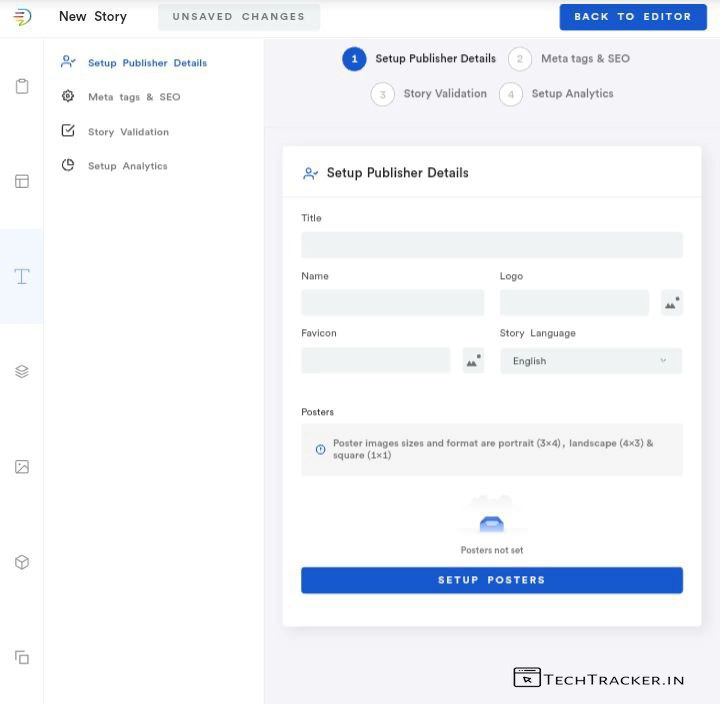 New Story
UNSAVED CHANGES
BACK TO EDITOR
Setup Publisher Details
Meta tags & SEO
Story Validation
Setup Analytics
1 Setup Publisher Details 2 Meta tags & SEO
3 Story Validation 4 Setup Analytics
Setup Publisher Details
Title
Name Logo
Favicon Story Language
English
Posters
Poster images sizes and format are portrait (3×4), landscape (4×3) &
square (1×1)
Posters not set
SETUP POSTERS
TECHTRACKER.IN